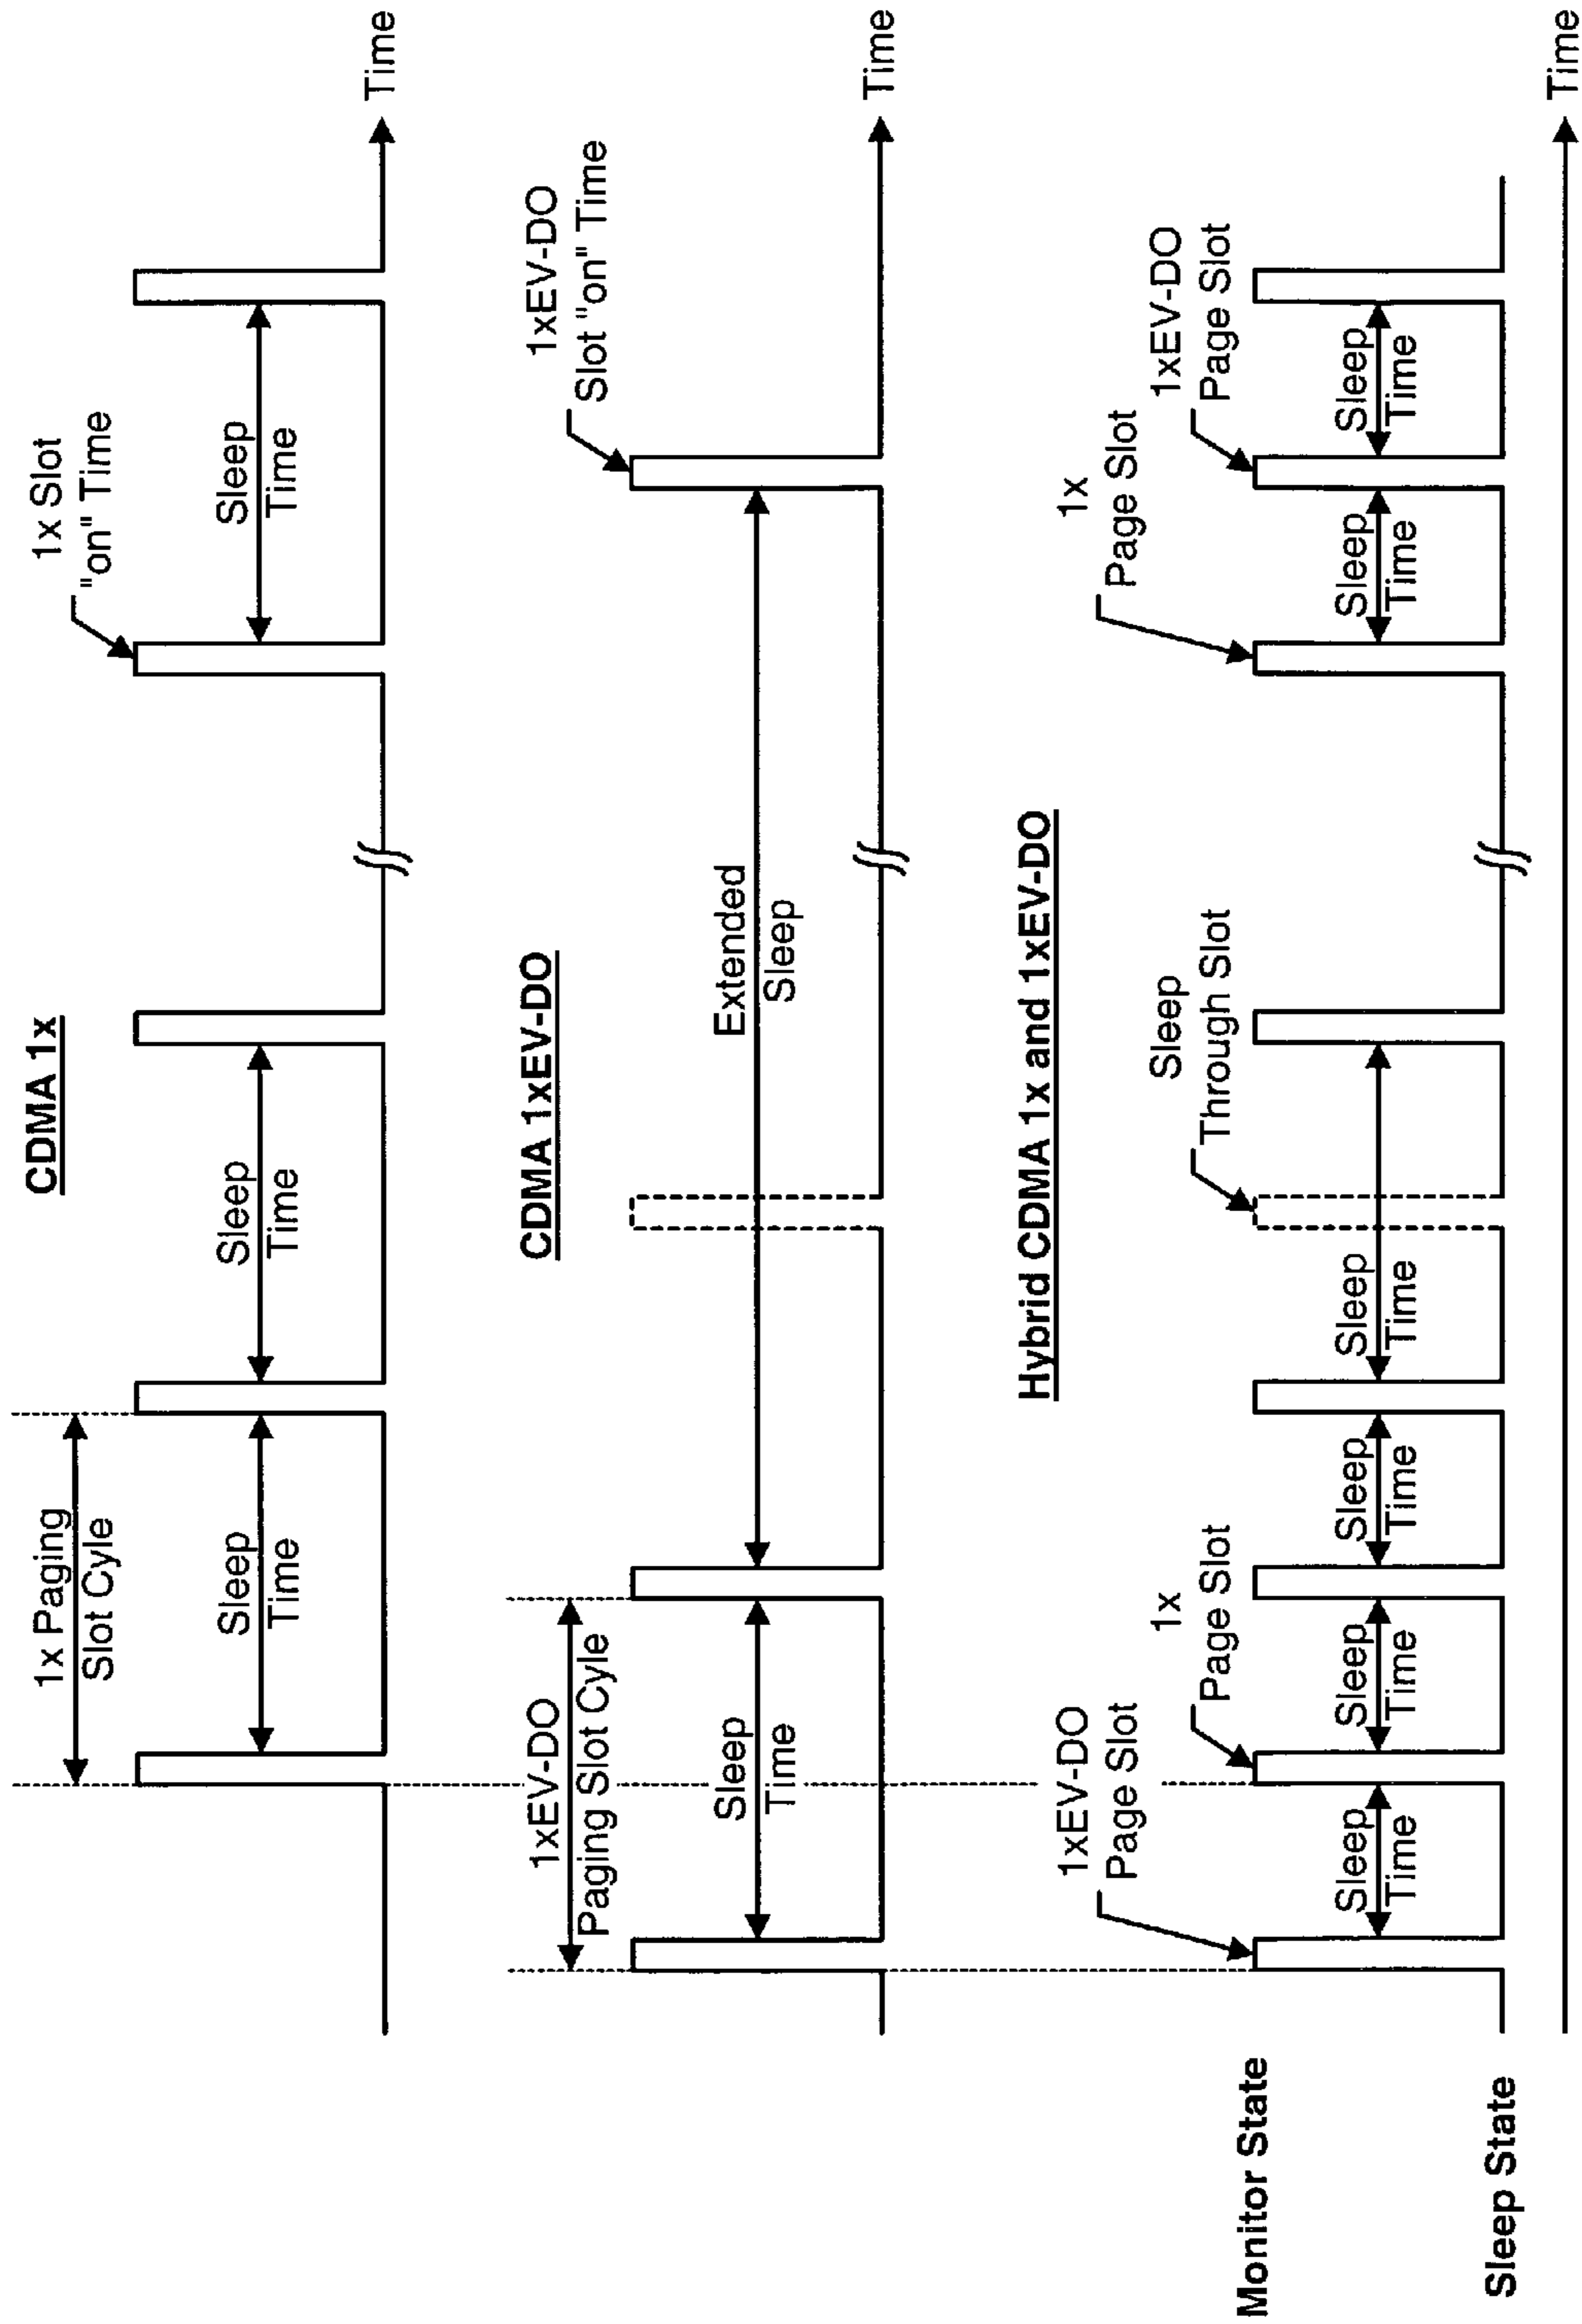 CDMA 1x
1x Paging
Slot Cyle
1x Slot
"on" Time
Sleep
Time
Sleep
Time
Sleep
Time
Time
CDMA 1xEV-DO
1xEV-DO
Paging Slot Cyle
1xEV-DO
Slot "on" Time
Sleep
Time
Extended
Sleep
Time
Hybrid CDMA 1x and 1xEV-DO
1xEV-DO
Page Slot
1x
Page Slot
Sleep
Through Slot
1x
Page Slot
1xEV-DO
Page Slot
Monitor State
Sleep
Time
Sleep
Time
Sleep
Time
Sleep
Time
Sleep
Time
Sleep
Time
Sleep State
Time